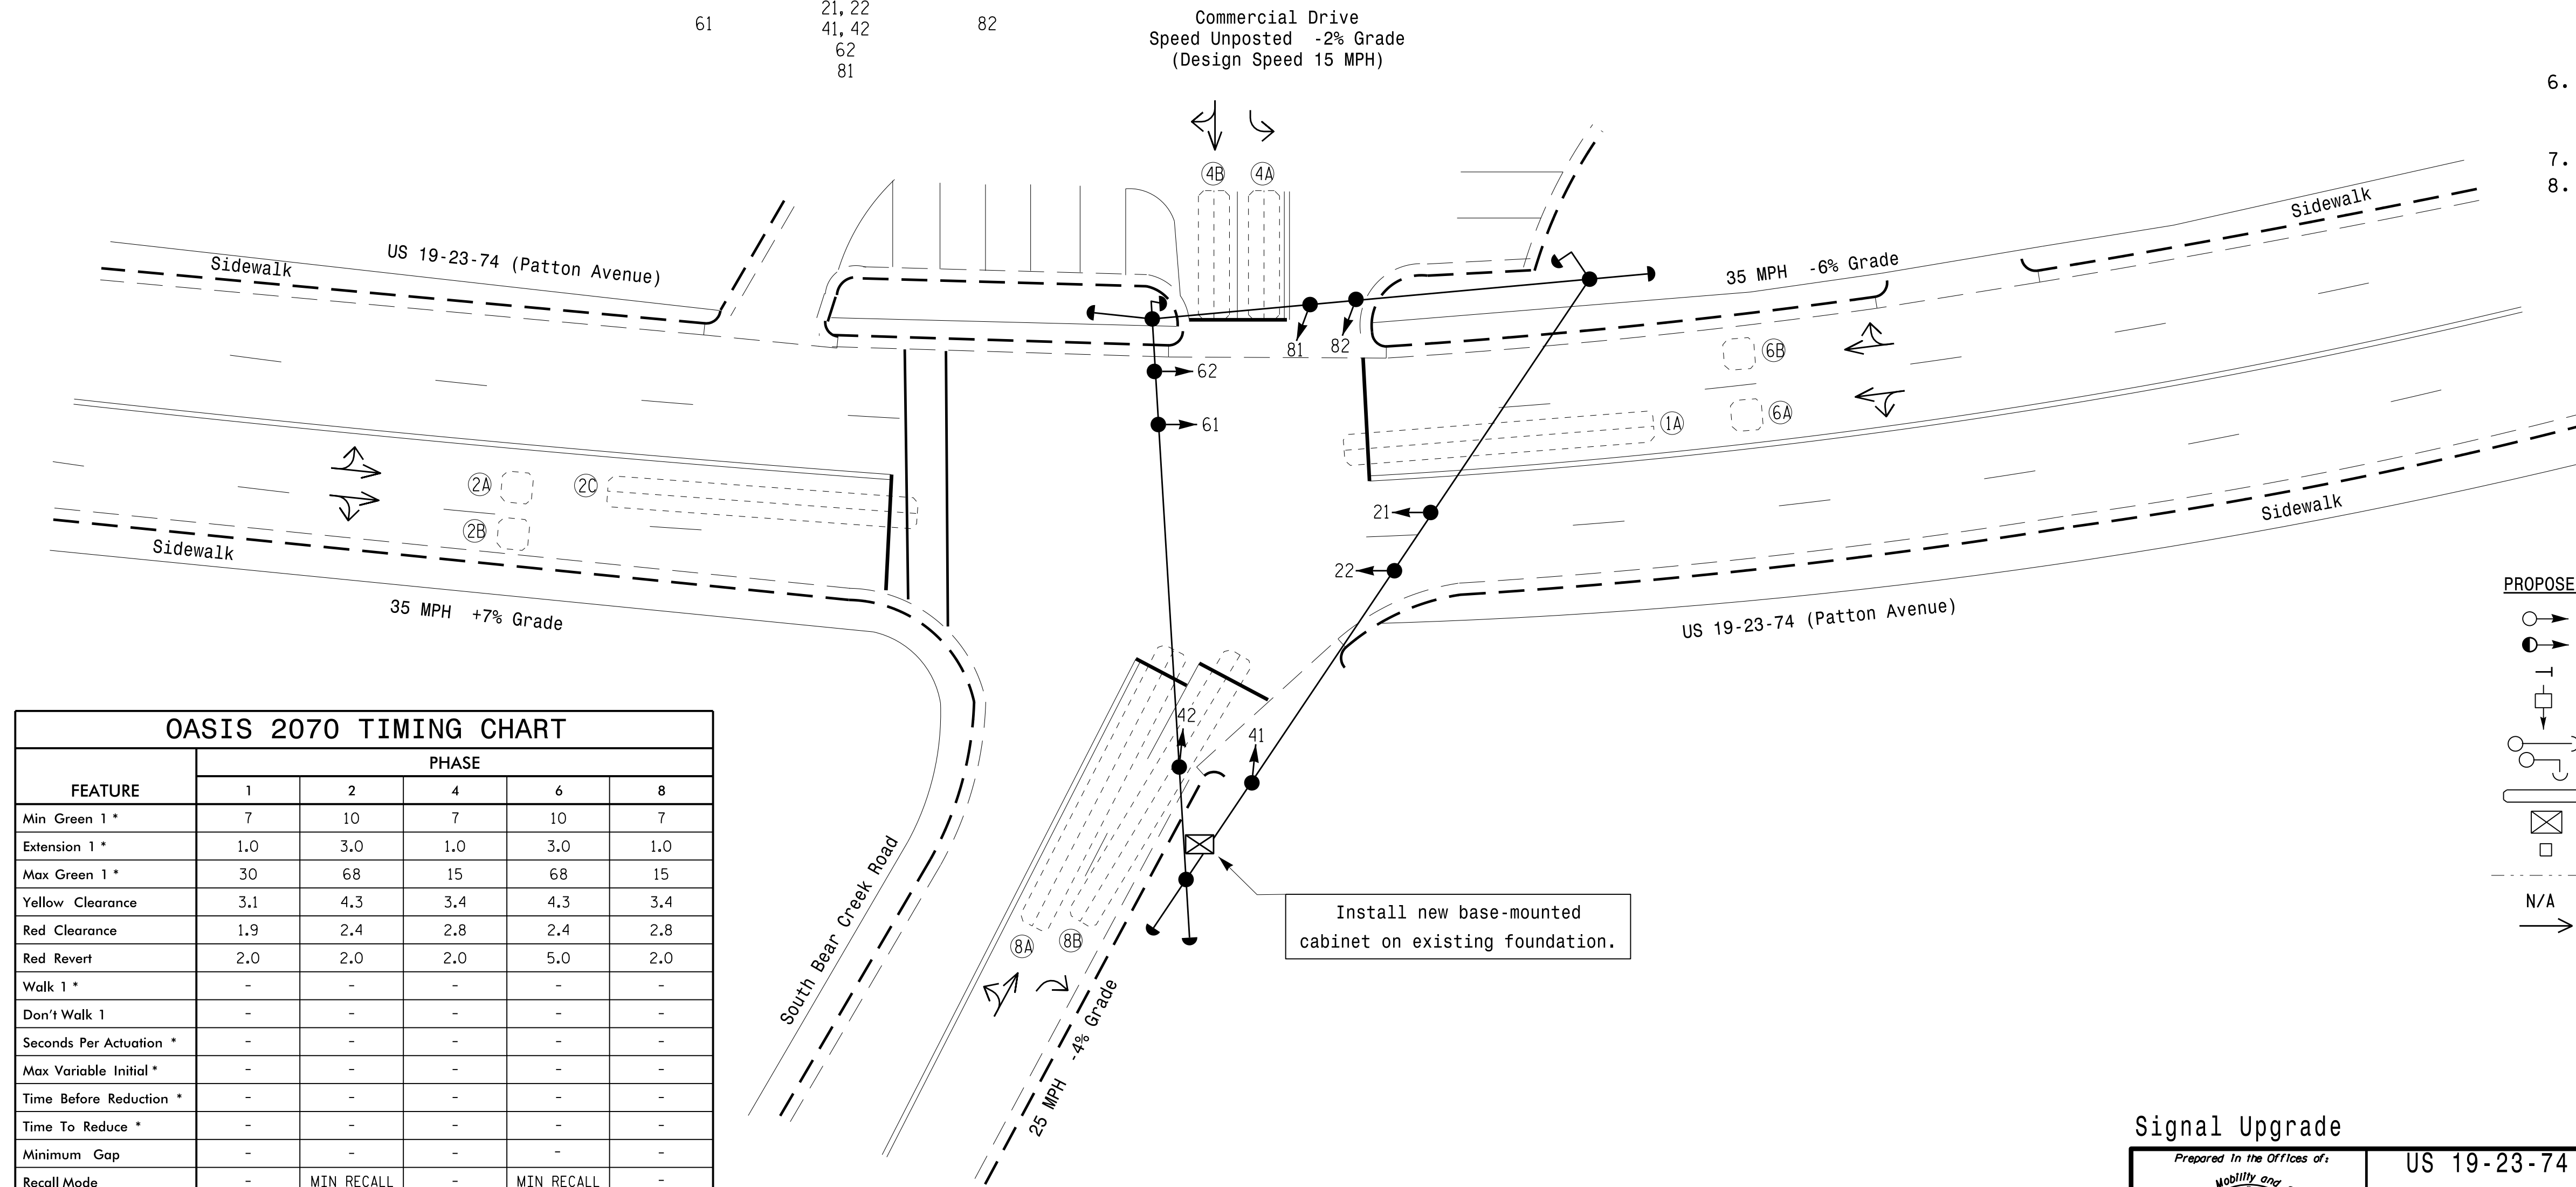 61
21, 22
41, 42
62
81
82
Commercial Drive
Speed Unposted -2% Grade
(Design Speed 15 MPH)
6.
7.
8.
4B
4A
Sidewalk
US 19-23-74 (Patton Avenue)
35 MPH -6% Grade
Sidewalk
81
82
62
61
6B
6A
1A
2A
2C
2B
21
22
Sidewalk
35 MPH +7% Grade
Sidewalk
US 19-23-74 (Patton Avenue)
PROPOSE
N/A
42
41
8A
8B
South Bear Creek Road
25 MPH -4% Grade
Install new base-mounted
cabinet on existing foundation.
OASIS 2070 TIMING CHART
FEATURE
PHASE
1 2 4 6 8
Min Green 1 * 7 10 7 10 7
Extension 1 * 1.0 3.0 1.0 3.0 1.0
Max Green 1 * 30 68 15 68 15
Yellow Clearance 3.1 4.3 3.4 4.3 3.4
Red Clearance 1.9 2.4 2.8 2.4 2.8
Red Revert 2.0 2.0 2.0 5.0 2.0
Walk 1 * - - - - -
Don't Walk 1 - - - - -
Seconds Per Actuation * - - - - -
Max Variable Initial * - - - - -
Time Before Reduction * - - - - -
Time To Reduce * - - - - -
Minimum Gap - - - - -
Recall Mode - MIN RECALL - MIN RECALL -
Signal Upgrade
Prepared in the Offices of:
Mobility and
US 19-23-74